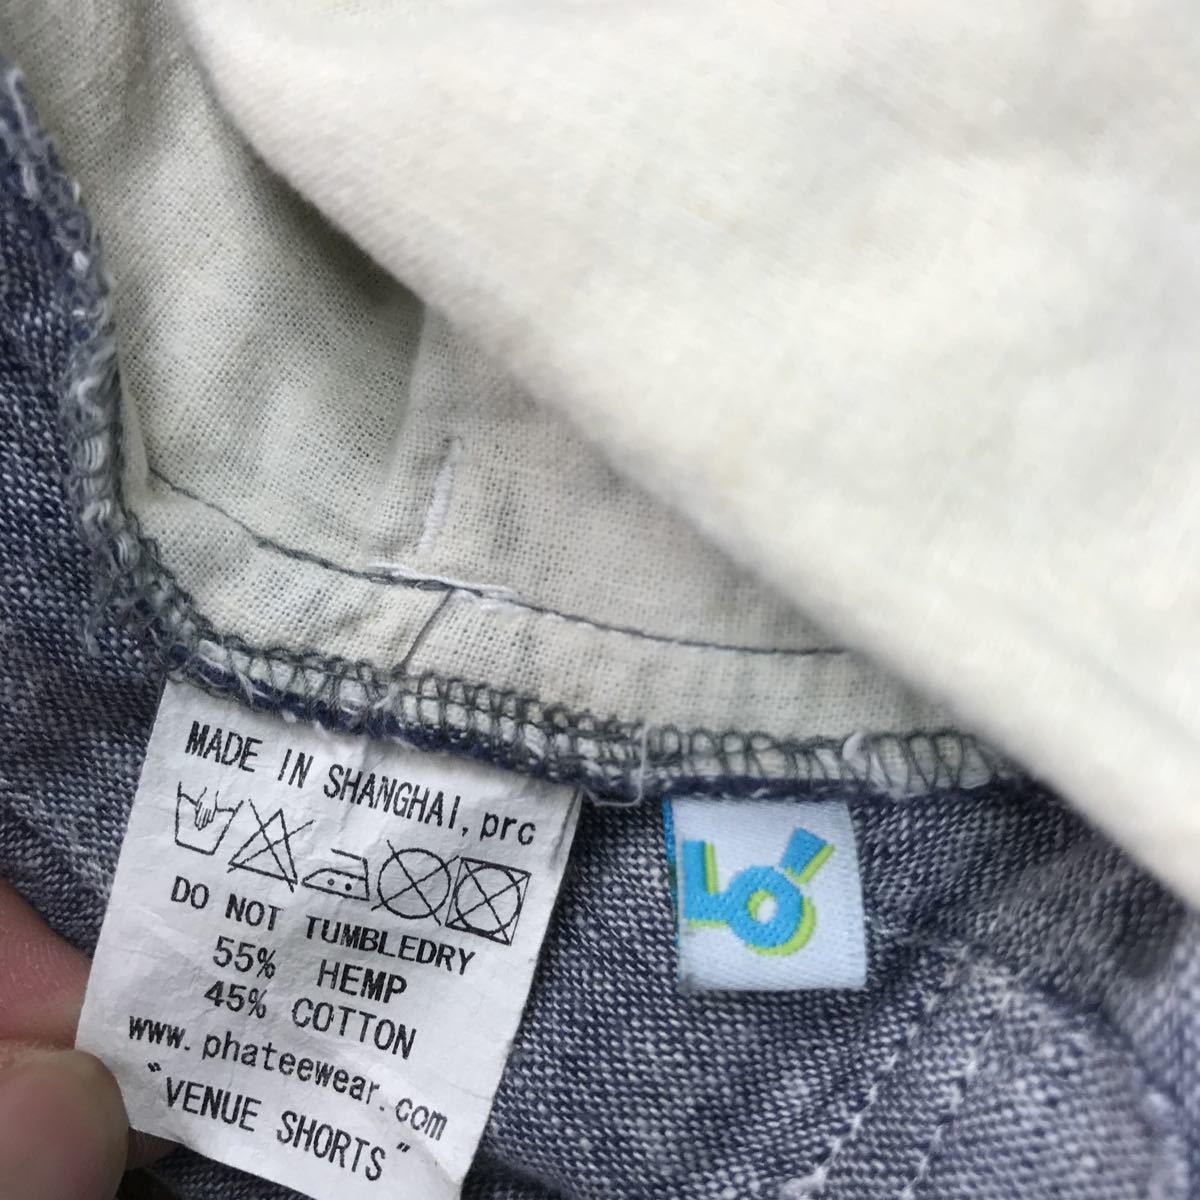 MADE IN SHANGHAI, prc
DO NOT TUMBLEDRY
55% HEMP
45% COTTON
www.phateewear.com
"VENUE SHORTS"